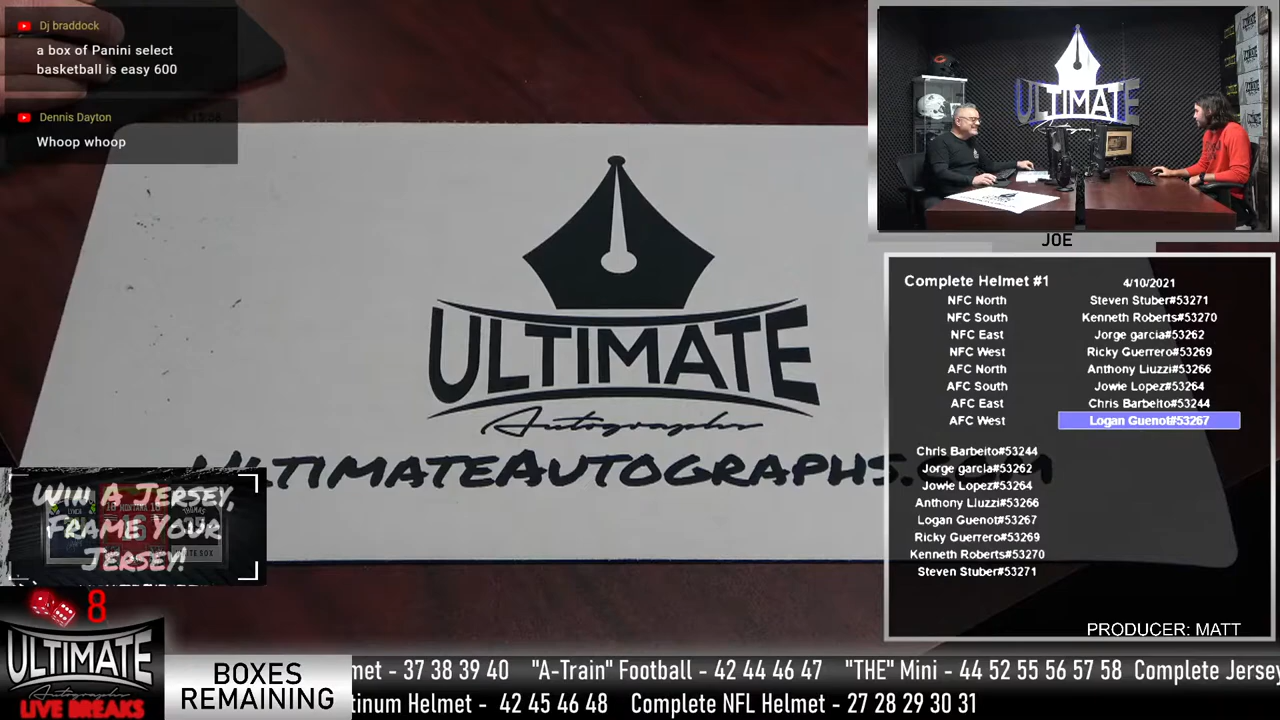 Dj braddock
a box of Panini select
basketball is easy 600
Dennis Dayton
Whoop whoop
ULTIMATE
Autographs
ULTIMATEAUTOGRAPHS.COM
ULTIMATE
JOE
Complete Helmet #1 4/10/2021
NFC North Steven Stuber#53271
NFC South Kenneth Roberts#53270
NFC East Jorge garcia#53262
NFC West Ricky Guerrero#53269
AFC North Anthony Liuzzi#53266
AFC South Jowie Lopez#53264
AFC East Chris Barbeito#53244
AFC West Logan Guenot#53267
Chris Barbeito#53244
Jorge garcia#53262
Jowie Lopez#53264
Anthony Liuzzi#53266
Logan Guenot#53267
Ricky Guerrero#53269
Kenneth Roberts#53270
Steven Stuber#53271
PRODUCER: MATT
WIN A JERSEY,
FRAME YOUR
JERSEY!
8
ULTIMATE
Autographs
LIVE BREAKS
BOXES
REMAINING
met - 37 38 39 40 "A-Train" Football - 42 44 46 47 "THE" Mini - 44 52 55 56 57 58 Complete Jersey
tinum Helmet - 42 45 46 48 Complete NFL Helmet - 27 28 29 30 31